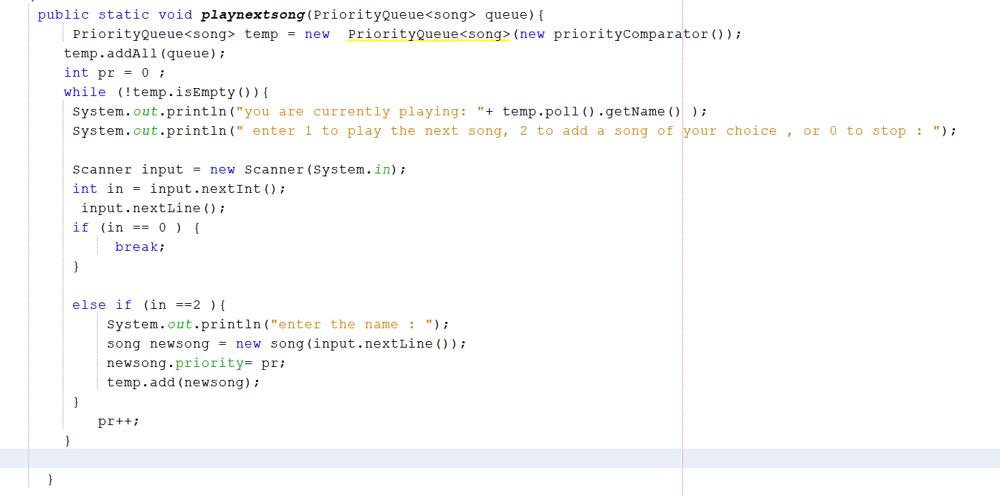 public static void playnextsong(PriorityQueue<song> queue){
PriorityQueue<song> temp = new  PriorityQueue<song>(new priorityComparator());
temp.addAll(queue);
int pr = 0 ;
while (!temp.isEmpty()){
System.out.println("you are currently playing: "+ temp.poll().getName() );
System.out.println(" enter 1 to play the next song, 2 to add a song of your choice , or 0 to stop : ");
Scanner input = new Scanner(System.in);
int in = input.nextInt();
input.nextLine();
if (in == 0 ) {
break;
}
else if (in ==2 ){
System.out.println("enter the name : ");
song newsong = new song(input.nextLine());
newsong.priority= pr;
temp.add(newsong);
}
pr++;
}
}